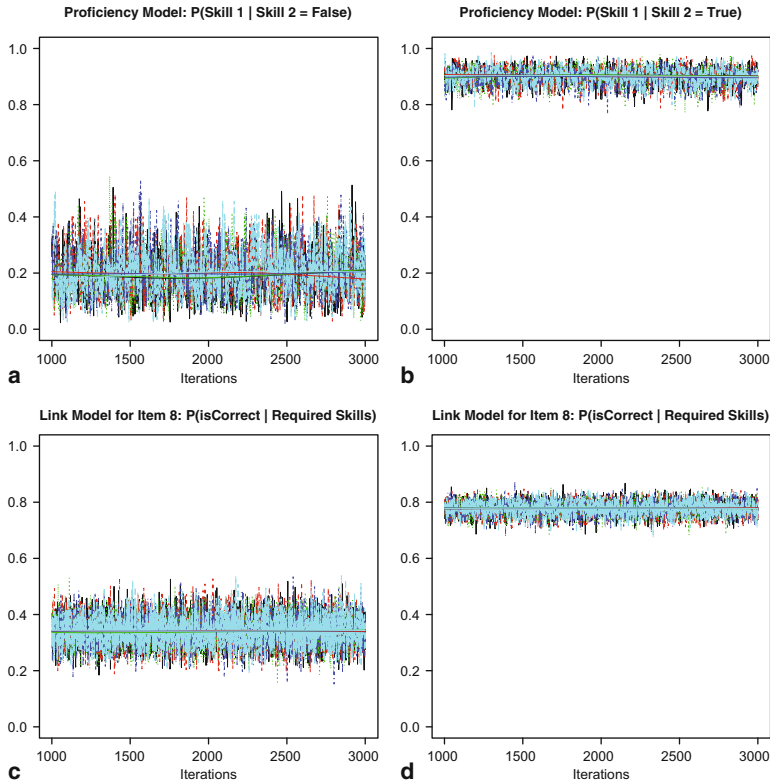 Proficiency Model: P(Skill 1 | Skill 2 = False)
1.0
0.8
0.6
0.4
0.2
0.0
1000 1500 2000 2500 3000
Iterations
a
Proficiency Model: P(Skill 1 | Skill 2 = True)
1.0
0.8
0.6
0.4
0.2
0.0
1000 1500 2000 2500 3000
Iterations
b
Link Model for Item 8: P(isCorrect | Required Skills)
1.0
0.8
0.6
0.4
0.2
0.0
1000 1500 2000 2500 3000
Iterations
c
Link Model for Item 8: P(isCorrect | Required Skills)
1.0
0.8
0.6
0.4
0.2
0.0
1000 1500 2000 2500 3000
Iterations
d